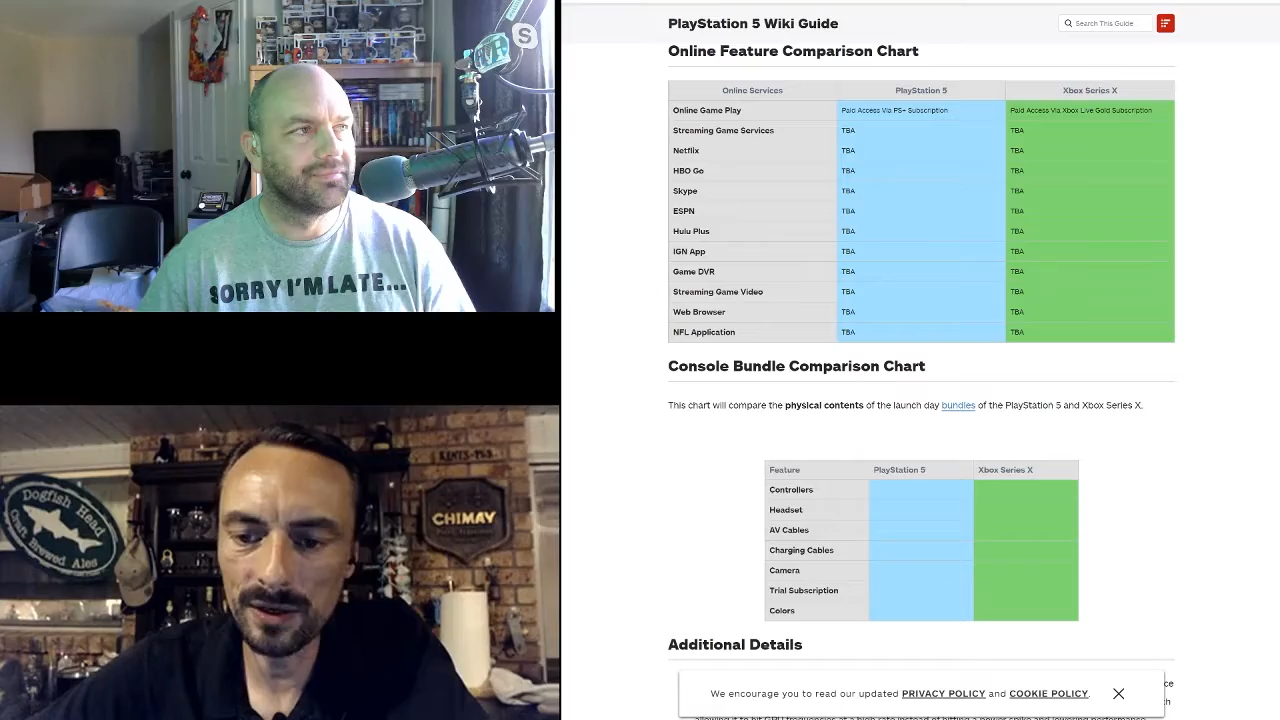 S
SORRY I'M LATE...
Dogfish Head
Craft Brewed Ales
KENTS-PUB
CHIMAY
PlayStation 5 Wiki Guide
Search This Guide
Online Feature Comparison Chart
Online Services PlayStation 5 Xbox Series X
Online Game Play Paid Access Via PS+ Subscription Paid Access Via Xbox Live Gold Subscription
Streaming Game Services TBA TBA
Netflix TBA TBA
HBO Go TBA TBA
Skype TBA TBA
ESPN TBA TBA
Hulu Plus TBA TBA
IGN App TBA TBA
Game DVR TBA TBA
Streaming Game Video TBA TBA
Web Browser TBA TBA
NFL Application TBA TBA
Console Bundle Comparison Chart
This chart will compare the physical contents of the launch day bundles of the PlayStation 5 and Xbox Series X.
Feature PlayStation 5 Xbox Series X
Controllers
Headset
AV Cables
Charging Cables
Camera
Trial Subscription
Colors
Additional Details
We encourage you to read our updated PRIVACY POLICY and COOKIE POLICY.